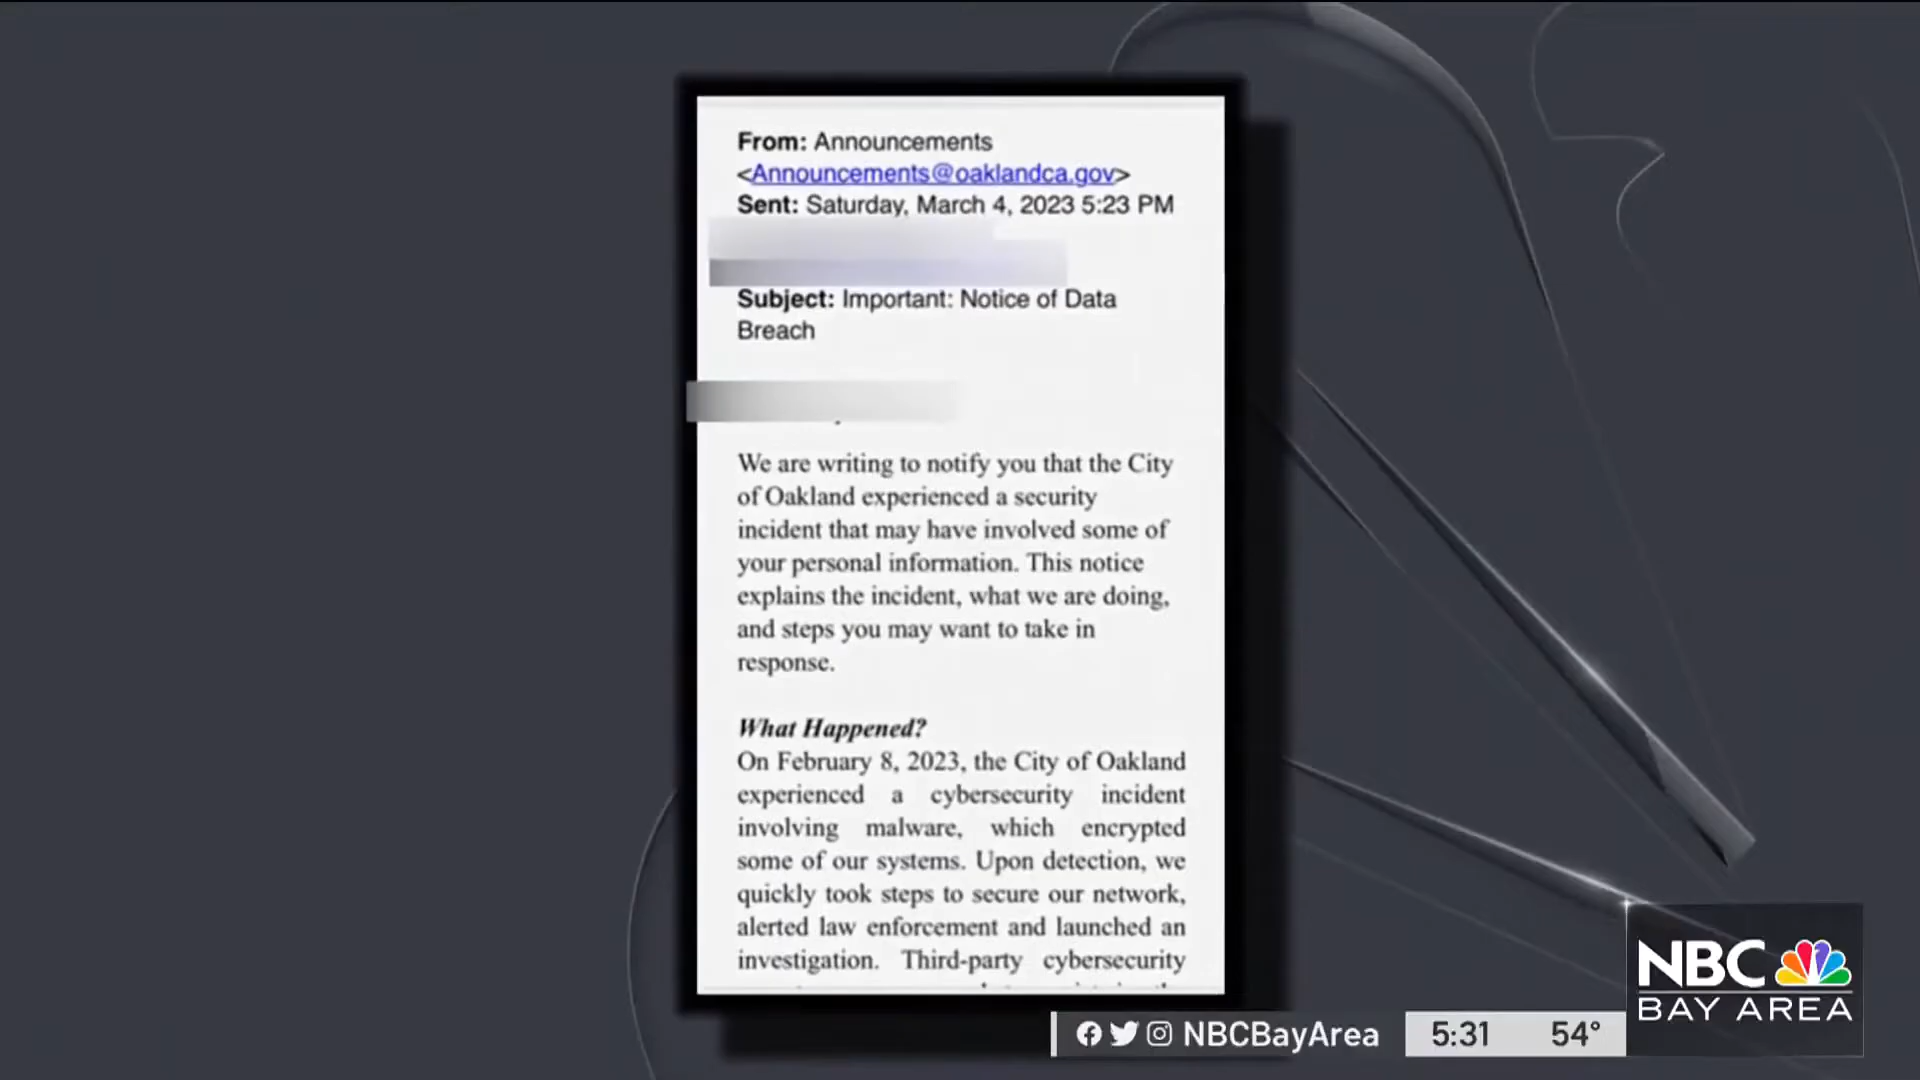 From: Announcements
<Announcements@oaklandca.gov>
Sent: Saturday, March 4, 2023 5:23 PM
Subject: Important: Notice of Data
Breach
We are writing to notify you that the City
of Oakland experienced a security
incident that may have involved some of
your personal information. This notice
explains the incident, what we are doing,
and steps you may want to take in
response.
What Happened?
On February 8, 2023, the City of Oakland
experienced a cybersecurity incident
involving malware, which encrypted
some of our systems. Upon detection, we
quickly took steps to secure our network,
alerted law enforcement and launched an
investigation. Third-party cybersecurity
NBC
BAY AREA
NBCBayArea
5:31 54°